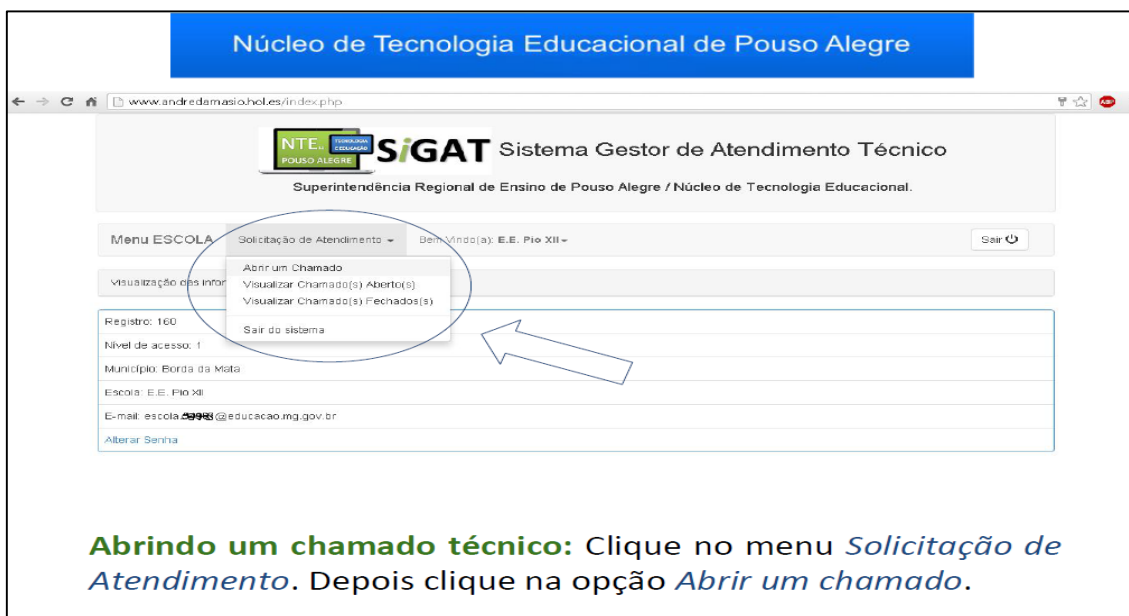 Núcleo de Tecnologia Educacional de Pouso Alegre
www.andredamasio.hol.es/index.php
ABP
NTE. TECNOLOGIA E EDUCAÇÃO
POUSO ALEGRE
SiGAT Sistema Gestor de Atendimento Técnico
Superintendência Regional de Ensino de Pouso Alegre / Núcleo de Tecnologia Educacional.
Menu ESCOLA Solicitação de Atendimento Bem Vindo(a): E.E. Pio XII Sair
Abrir um Chamado
Visualização das infor
Visualizar Chamado(s) Aberto(s)
Visualizar Chamado(s) Fechados(s)
Sair do sistema
Registro: 160
Nível de acesso: 1
Município: Borda da Mata
Escola: E.E. Pio XII
E-mail: escola. @educacao.mg.gov.br
Alterar Senha
Abrindo um chamado técnico: Clique no menu Solicitação de
Atendimento. Depois clique na opção Abrir um chamado.